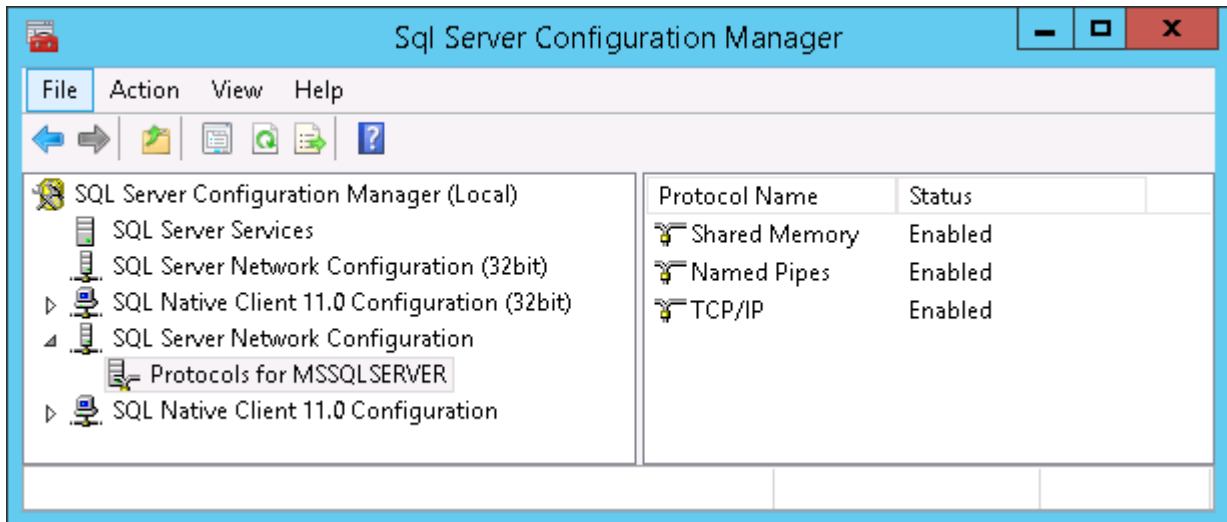 Sql Server Configuration Manager
File Action View Help
SQL Server Configuration Manager (Local)
SQL Server Services
SQL Server Network Configuration (32bit)
SQL Native Client 11.0 Configuration (32bit)
SQL Server Network Configuration
Protocols for MSSQLSERVER
SQL Native Client 11.0 Configuration
Protocol Name Status
Shared Memory Enabled
Named Pipes Enabled
TCP/IP Enabled